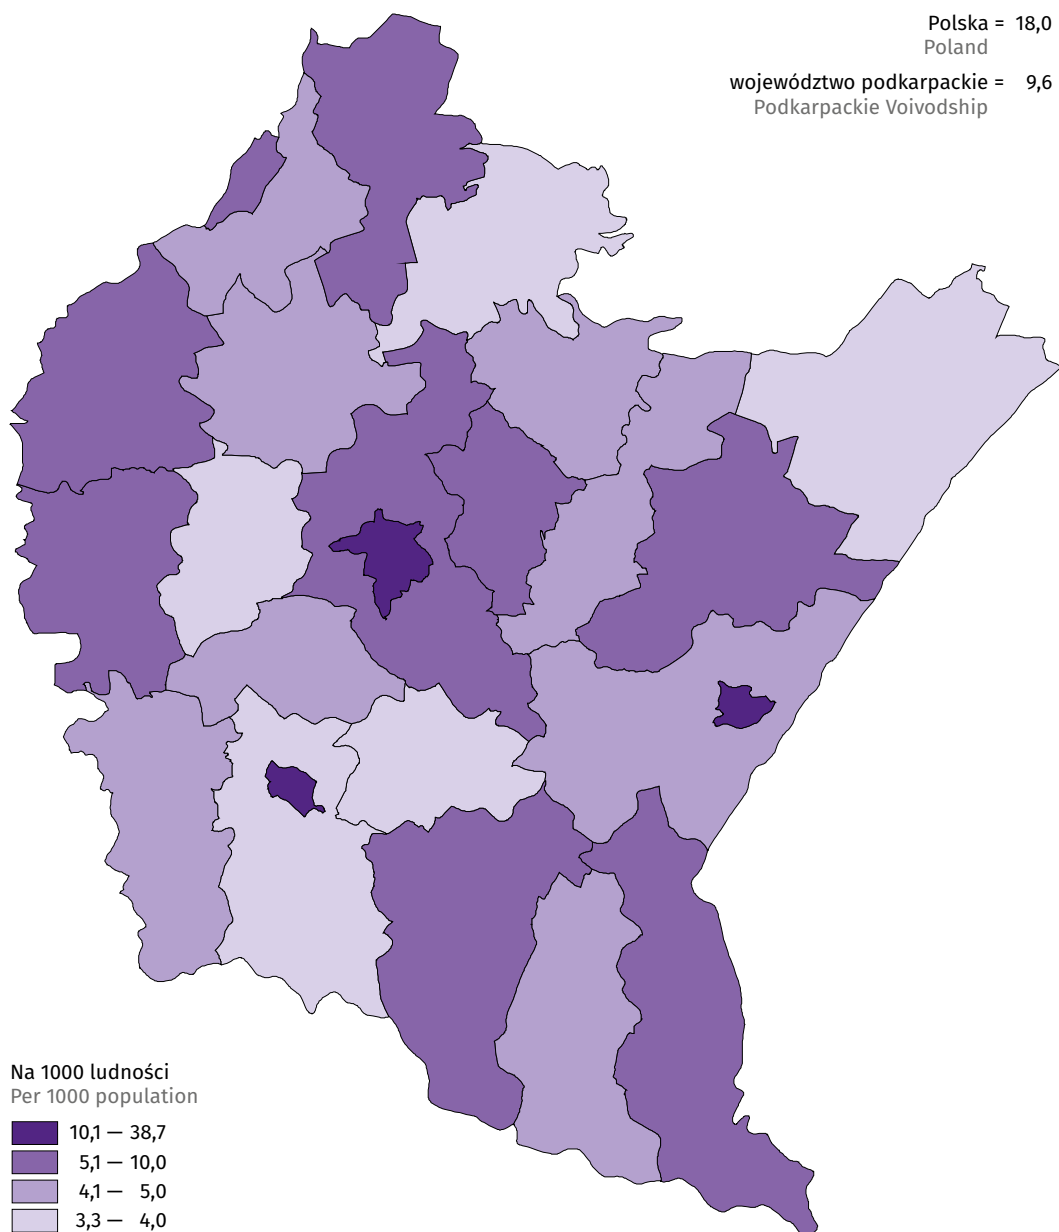 Polska = 18,0
Poland
województwo podkarpackie = 9,6
Podkarpackie Voivodship
Na 1000 ludności
Per 1000 population
10,1 — 38,7
5,1 — 10,0
4,1 — 5,0
3,3 — 4,0